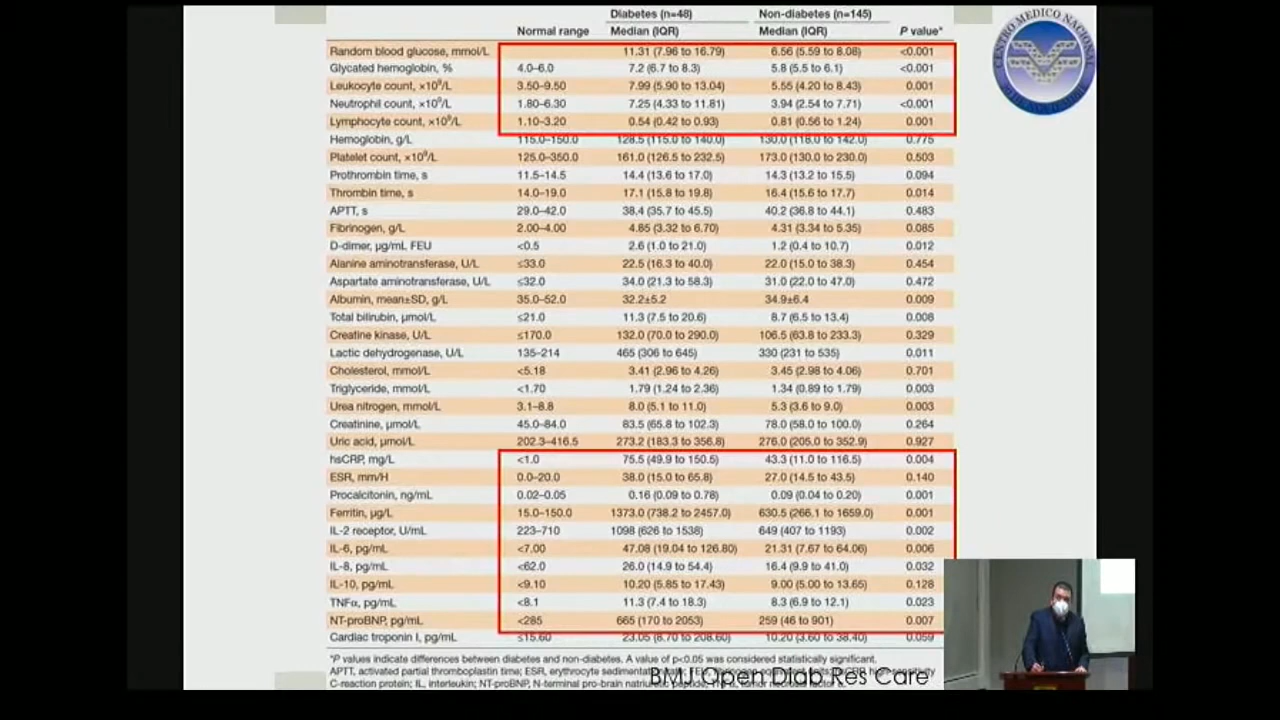 Diabetes (n=48) Non-diabetes (n=145)
Normal range Median (IQR) Median (IQR) P value*
Random blood glucose, mmol/L 11.31 (7.96 to 16.79) 6.56 (5.59 to 8.08) <0.001
Glycated hemoglobin, % 4.0–6.0 7.2 (6.7 to 8.3) 5.8 (5.5 to 6.1) <0.001
Leukocyte count, ×10⁹/L 3.50–9.50 7.99 (5.90 to 13.04) 5.55 (4.20 to 8.43) 0.001
Neutrophil count, ×10⁹/L 1.80–6.30 7.25 (4.33 to 11.81) 3.94 (2.54 to 7.71) <0.001
Lymphocyte count, ×10⁹/L 1.10–3.20 0.54 (0.42 to 0.93) 0.81 (0.56 to 1.24) 0.001
Hemoglobin, g/L 115.0–150.0 128.5 (115.0 to 140.0) 130.0 (118.0 to 142.0) 0.775
Platelet count, ×10⁹/L 125.0–350.0 161.0 (126.5 to 232.5) 173.0 (130.0 to 230.0) 0.503
Prothrombin time, s 11.5–14.5 14.4 (13.6 to 17.0) 14.3 (13.2 to 15.5) 0.094
Thrombin time, s 14.0–19.0 17.1 (15.8 to 19.8) 16.4 (15.6 to 17.7) 0.014
APTT, s 29.0–42.0 38.4 (35.7 to 45.5) 40.2 (36.8 to 44.1) 0.483
Fibrinogen, g/L 2.00–4.00 4.85 (3.32 to 6.70) 4.31 (3.34 to 5.35) 0.085
D-dimer, µg/mL FEU <0.5 2.6 (1.0 to 21.0) 1.2 (0.4 to 10.7) 0.012
Alanine aminotransferase, U/L ≤33.0 22.5 (16.3 to 40.0) 22.0 (15.0 to 38.3) 0.454
Aspartate aminotransferase, U/L ≤32.0 34.0 (21.3 to 58.3) 31.0 (22.0 to 47.0) 0.472
Albumin, mean±SD, g/L 35.0–52.0 32.2±5.2 34.9±6.4 0.009
Total bilirubin, µmol/L ≤21.0 11.3 (7.5 to 20.6) 8.7 (6.5 to 13.4) 0.008
Creatine kinase, U/L ≤170.0 132.0 (70.0 to 290.0) 106.5 (63.8 to 233.3) 0.329
Lactic dehydrogenase, U/L 135–214 465 (306 to 645) 330 (231 to 535) 0.011
Cholesterol, mmol/L <5.18 3.41 (2.96 to 4.26) 3.45 (2.98 to 4.06) 0.701
Triglyceride, mmol/L <1.70 1.79 (1.24 to 2.36) 1.34 (0.89 to 1.79) 0.003
Urea nitrogen, mmol/L 3.1–8.8 8.0 (5.1 to 11.0) 5.3 (3.6 to 9.0) 0.003
Creatinine, µmol/L 45.0–84.0 83.5 (65.8 to 102.3) 78.0 (58.0 to 100.0) 0.264
Uric acid, µmol/L 202.3–416.5 273.2 (183.3 to 356.8) 276.0 (205.0 to 352.9) 0.927
hsCRP, mg/L <1.0 75.5 (49.9 to 150.5) 43.3 (11.0 to 116.5) 0.004
ESR, mm/H 0.0–20.0 38.0 (15.0 to 65.8) 27.0 (14.5 to 43.5) 0.140
Procalcitonin, ng/mL 0.02–0.05 0.16 (0.09 to 0.78) 0.09 (0.04 to 0.20) 0.001
Ferritin, µg/L 15.0–150.0 1373.0 (738.2 to 2457.0) 630.5 (266.1 to 1659.0) 0.001
IL-2 receptor, U/mL 223–710 1098 (626 to 1538) 649 (407 to 1193) 0.002
IL-6, pg/mL <7.00 47.08 (19.04 to 126.80) 21.31 (7.67 to 64.06) 0.006
IL-8, pg/mL <62.0 26.0 (14.9 to 54.4) 16.4 (9.9 to 41.0) 0.032
IL-10, pg/mL <9.10 10.20 (5.85 to 17.43) 9.00 (5.00 to 13.65) 0.128
TNFα, pg/mL <8.1 11.3 (7.4 to 18.3) 8.3 (6.9 to 12.1) 0.023
NT-proBNP, pg/mL <285 665 (170 to 2053) 259 (46 to 901) 0.007
Cardiac troponin I, pg/mL ≤15.60 23.05 (8.70 to 208.60) 10.20 (3.60 to 38.40) 0.059
*P values indicate differences between diabetes and non-diabetes. A value of p<0.05 was considered statistically significant.
APTT, activated partial thromboplastin time; ESR, erythrocyte sedimentation
C-reaction protein; IL, interleukin; NT-proBNP, N-terminal pro-brain
BMJ Open Diab Res Care
CENTRO MEDICO NACIONAL